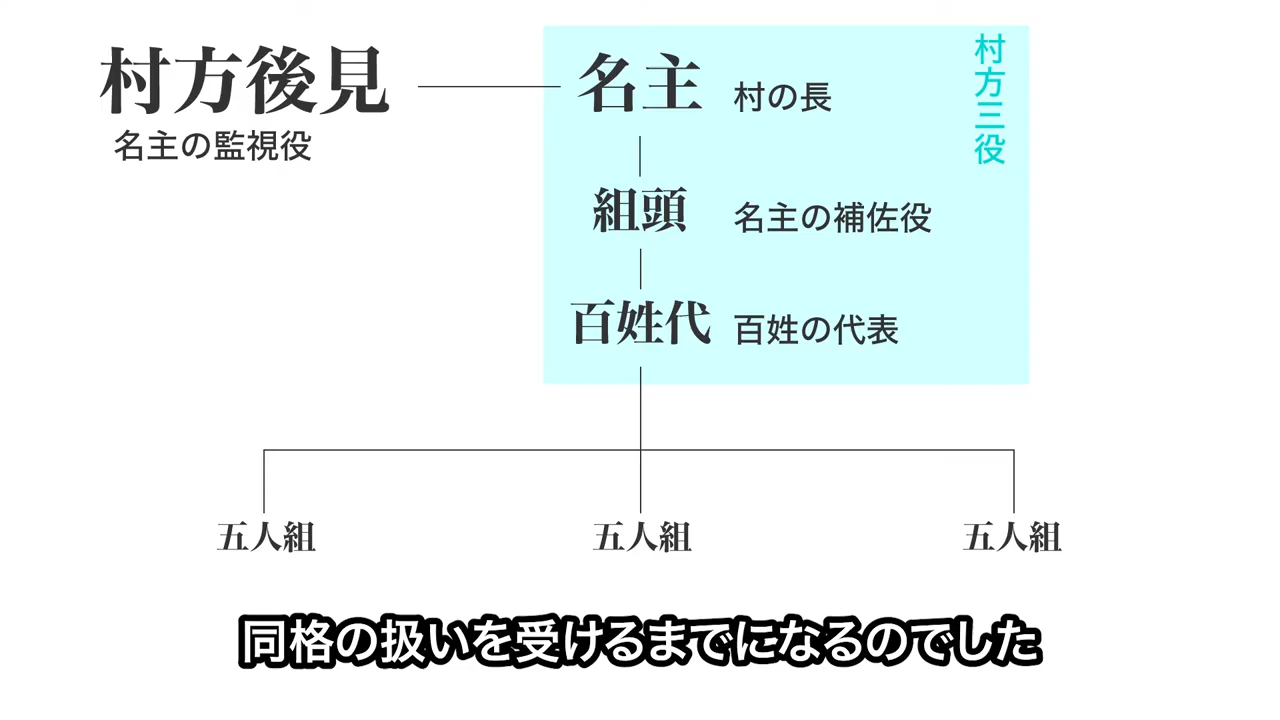 村方後見
名主の監視役
名主 村の長
村方三役
組頭 名主の補佐役
百姓代 百姓の代表
五人組 五人組 五人組
同格の扱いを受けるまでになるのでした